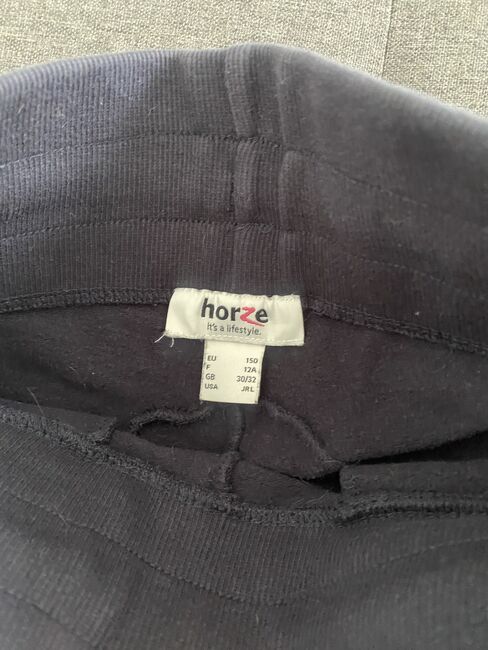 horze
it's a lifestyle.
EU 150
F 12A
GB 30/32
USA JRL